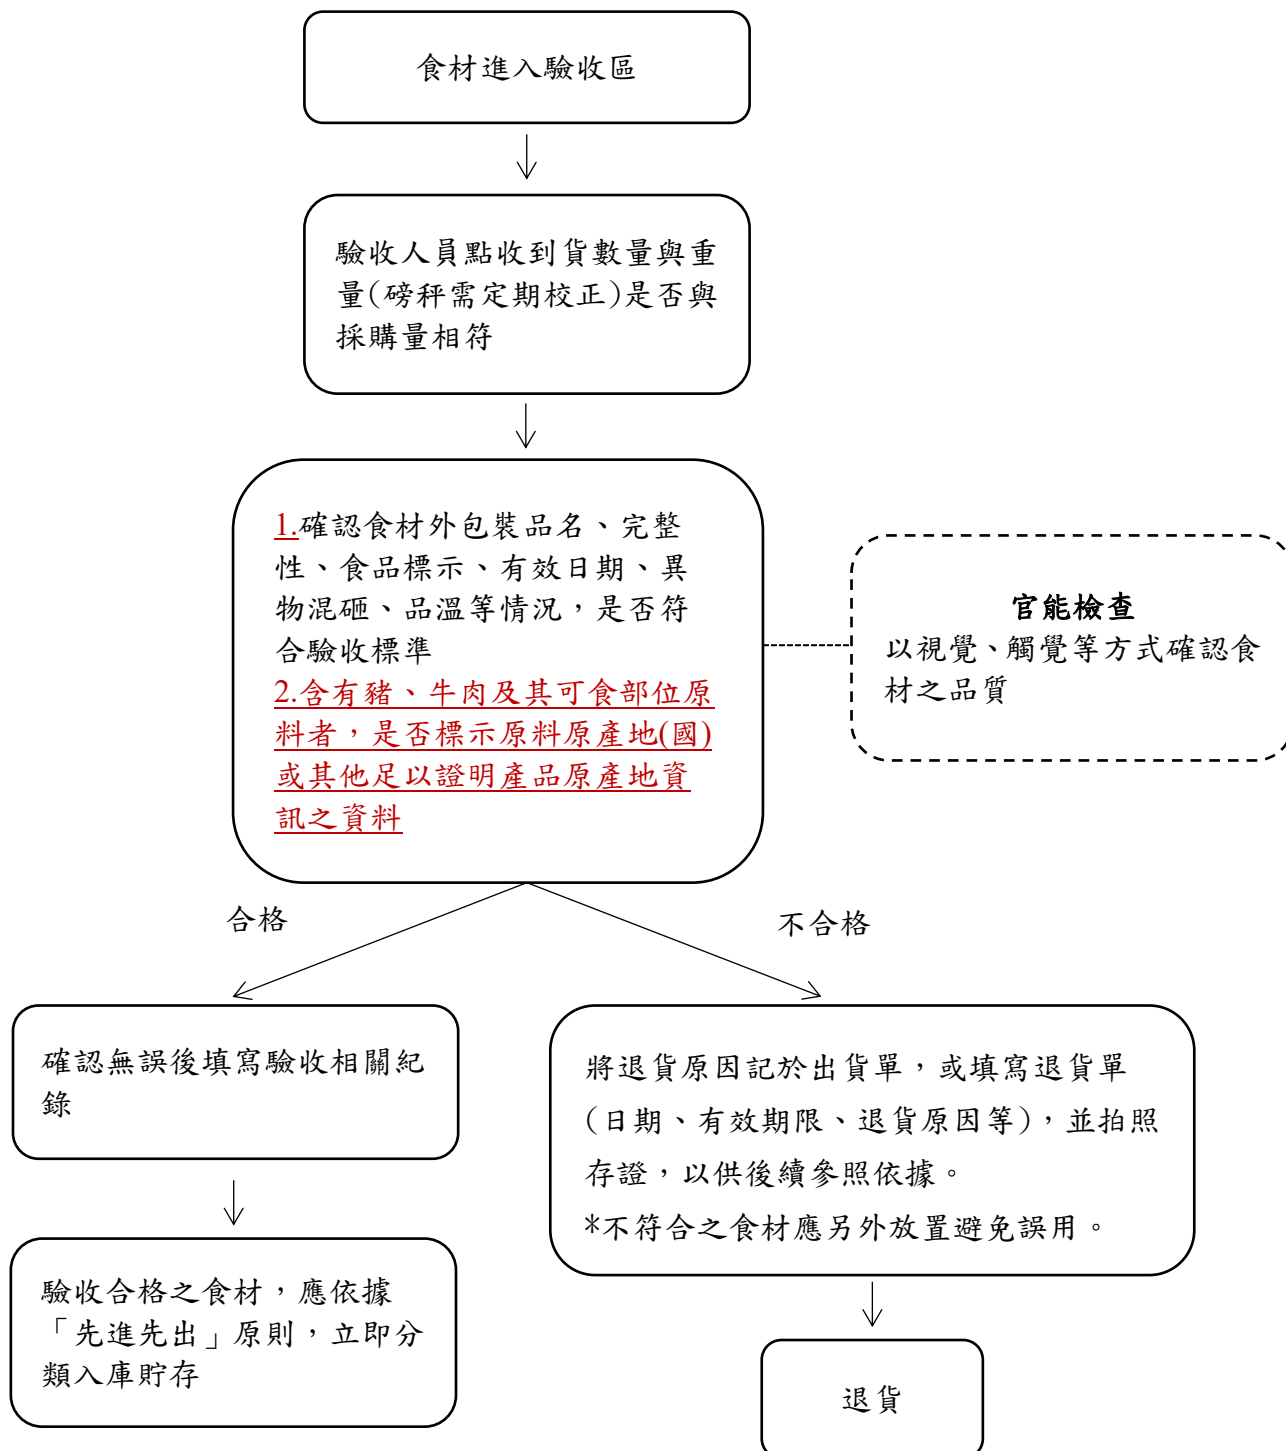 食材進入驗收區
驗收人員點收到貨數量與重
量(磅秤需定期校正)是否與
採購量相符
1.確認食材外包裝品名、完整
性、食品標示、有效日期、異
物混砸、品溫等情況，是否符
合驗收標準
2.含有豬、牛肉及其可食部位原
料者，是否標示原料原產地(國)
或其他足以證明產品原產地資
訊之資料
官能檢查
以視覺、觸覺等方式確認食
材之品質
合格
不合格
確認無誤後填寫驗收相關紀
錄
將退貨原因記於出貨單，或填寫退貨單
(日期、有效期限、退貨原因等)，並拍照
存證，以供後續參照依據。
*不符合之食材應另外放置避免誤用。
驗收合格之食材，應依據
「先進先出」原則，立即分
類入庫貯存
退貨